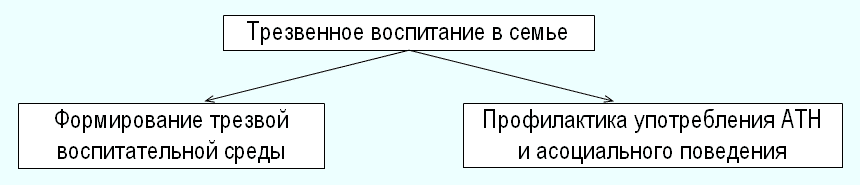 Трезвенное воспитание в семье
Формирование трезвой
воспитательной среды
Профилактика употребления АТН
и асоциального поведения